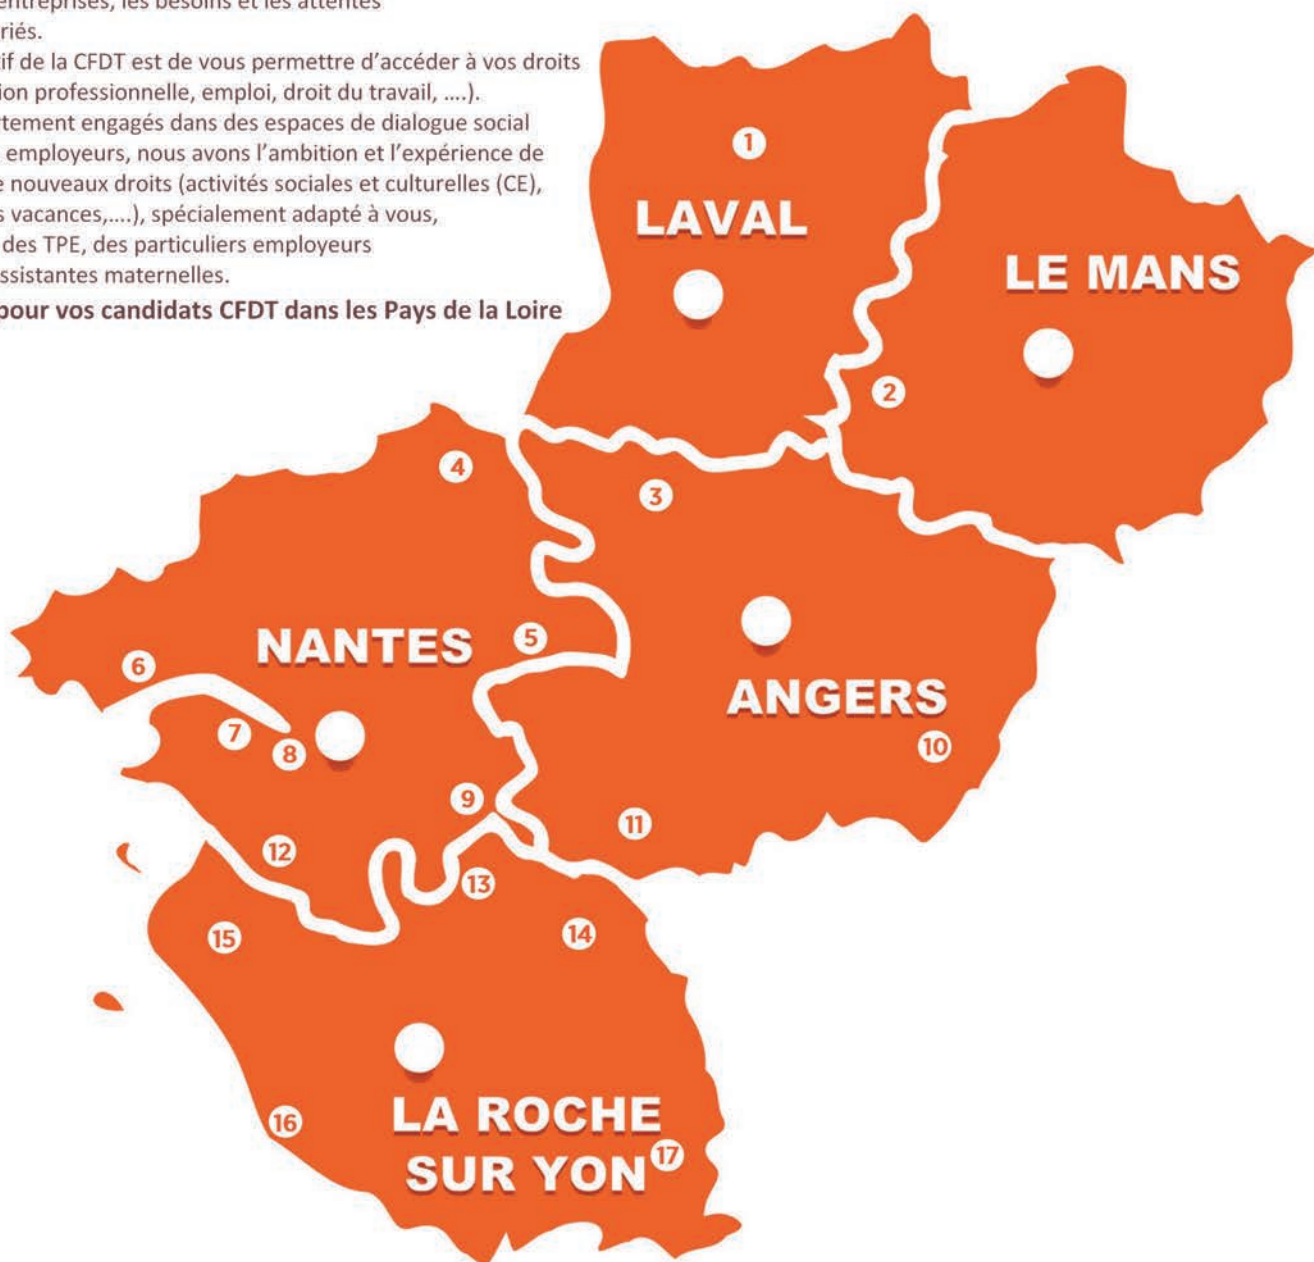 entreprises, les besoins et les attentes
riés.
tif de la CFDT est de vous permettre d'accéder à vos droits
ion professionnelle, emploi, droit du travail, ....).
rtement engagés dans des espaces de dialogue social
employeurs, nous avons l'ambition et l'expérience de
e nouveaux droits (activités sociales et culturelles (CE),
s vacances,....), spécialement adapté à vous,
des TPE, des particuliers employeurs
ssistantes maternelles.
pour vos candidats CFDT dans les Pays de la Loire
1
LAVAL
LE MANS
2
4
3
NANTES
5
6
ANGERS
7
8
10
9
11
12
13
14
15
16
LA ROCHE
SUR YON
17